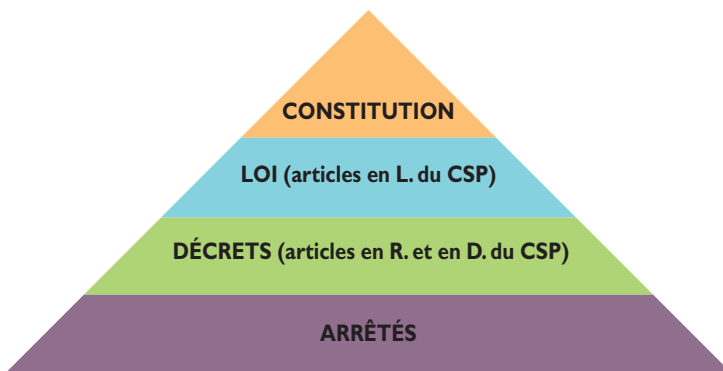 CONSTITUTION
LOI (articles en L. du CSP)
DÉCRETS (articles en R. et en D. du CSP)
ARRÊTÉS